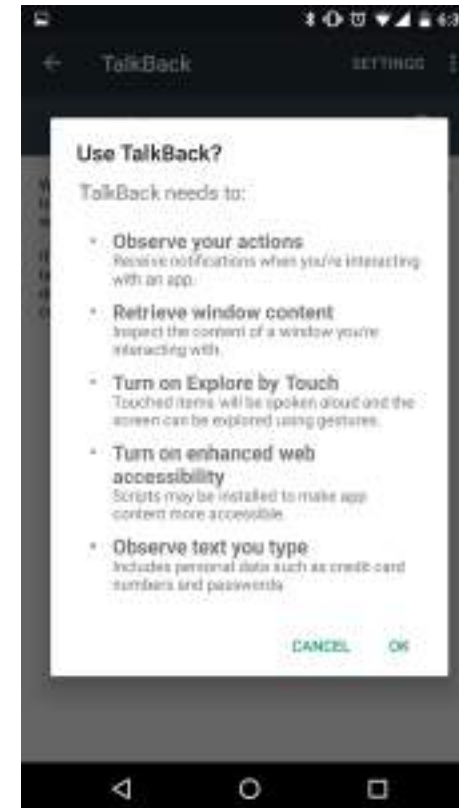 6:3
TalkBack
SETTINGS
Use TalkBack?
TalkBack needs to:
Observe your actions
Receive notifications when you're interacting
with an app.
Retrieve window content
Inspect the content of a window you're
interacting with.
Turn on Explore by Touch
Touched items will be spoken aloud and the
screen can be explored using gestures.
Turn on enhanced web
accessibility
Scripts may be installed to make app
content more accessible.
Observe text you type
Includes personal data such as credit card
numbers and passwords.
CANCEL
OK